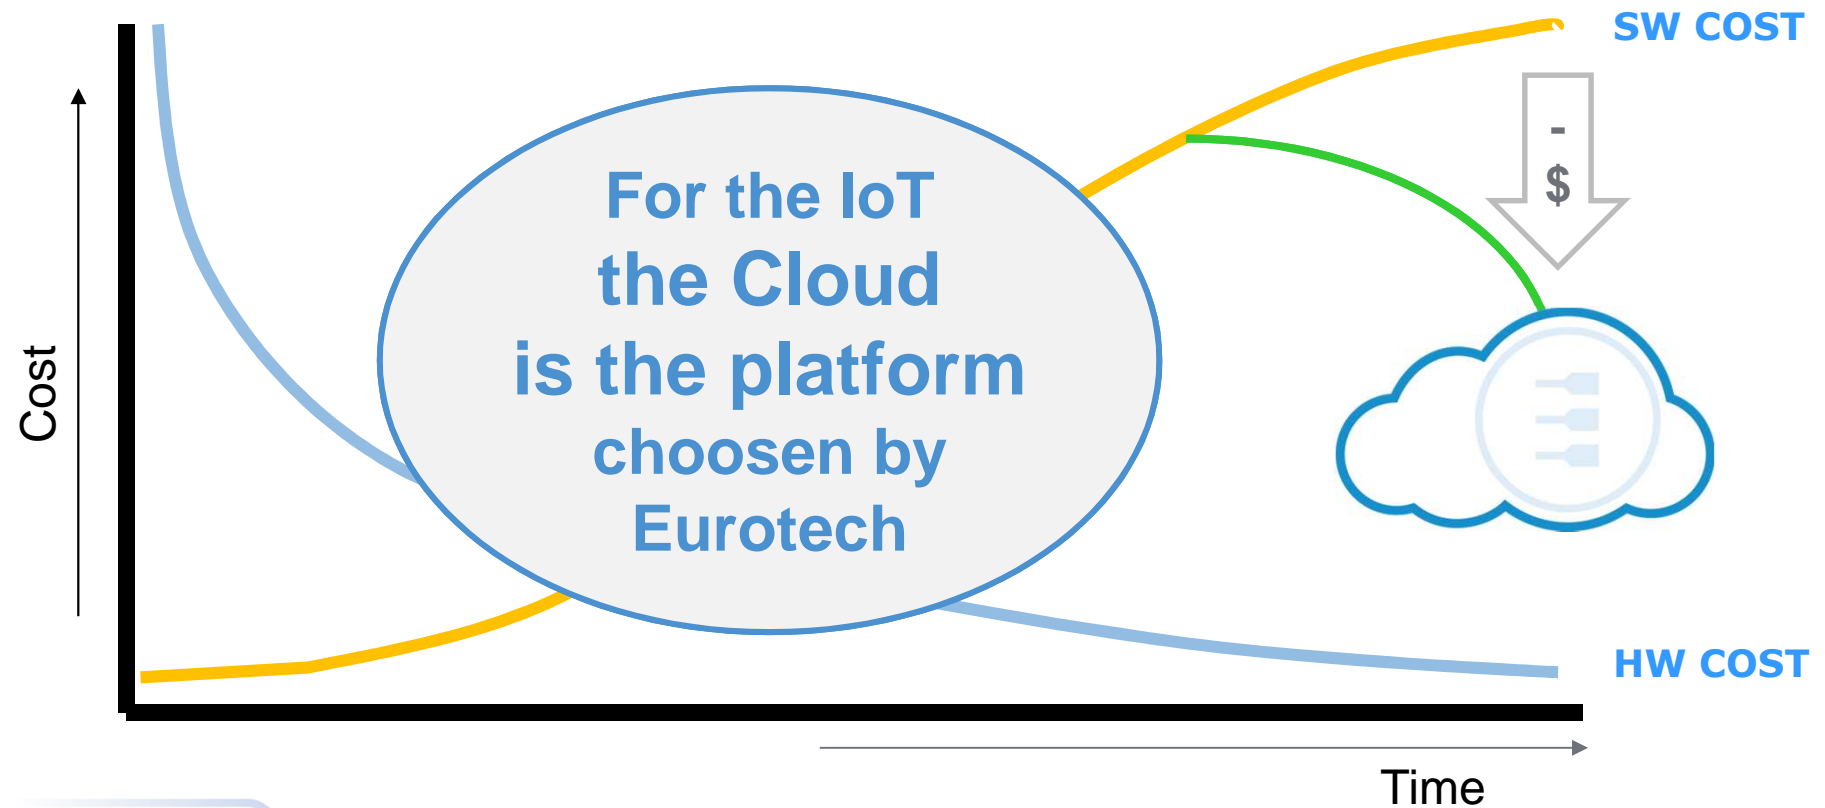 SW COST
-
$
For the IoT
the Cloud
is the platform
choosen by
Eurotech
Cost
HW COST
Time